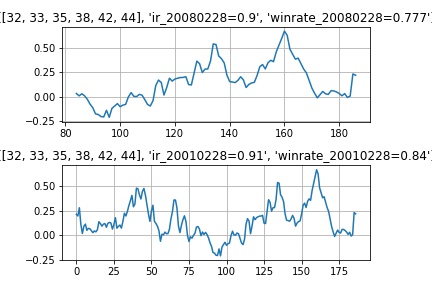 [[32, 33, 35, 38, 42, 44], 'ir_20080228=0.9', 'winrate_20080228=0.777']
0.50
0.25
0.00
−0.25
80 100 120 140 160 180
[[32, 33, 35, 38, 42, 44], 'ir_20010228=0.91', 'winrate_20010228=0.84']
0.50
0.25
0.00
−0.25
0 25 50 75 100 125 150 175